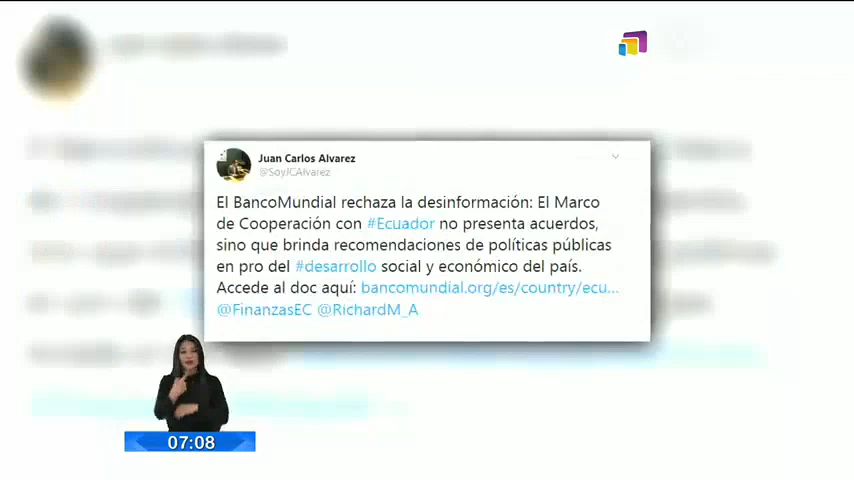 Juan Carlos Alvarez
@SoyJCAlvarez
El BancoMundial rechaza la desinformación: El Marco
de Cooperación con #Ecuador no presenta acuerdos,
sino que brinda recomendaciones de políticas públicas
en pro del #desarrollo social y económico del país.
Accede al doc aquí: bancomundial.org/es/country/ecu...
@FinanzasEC @RichardM_A
07:08